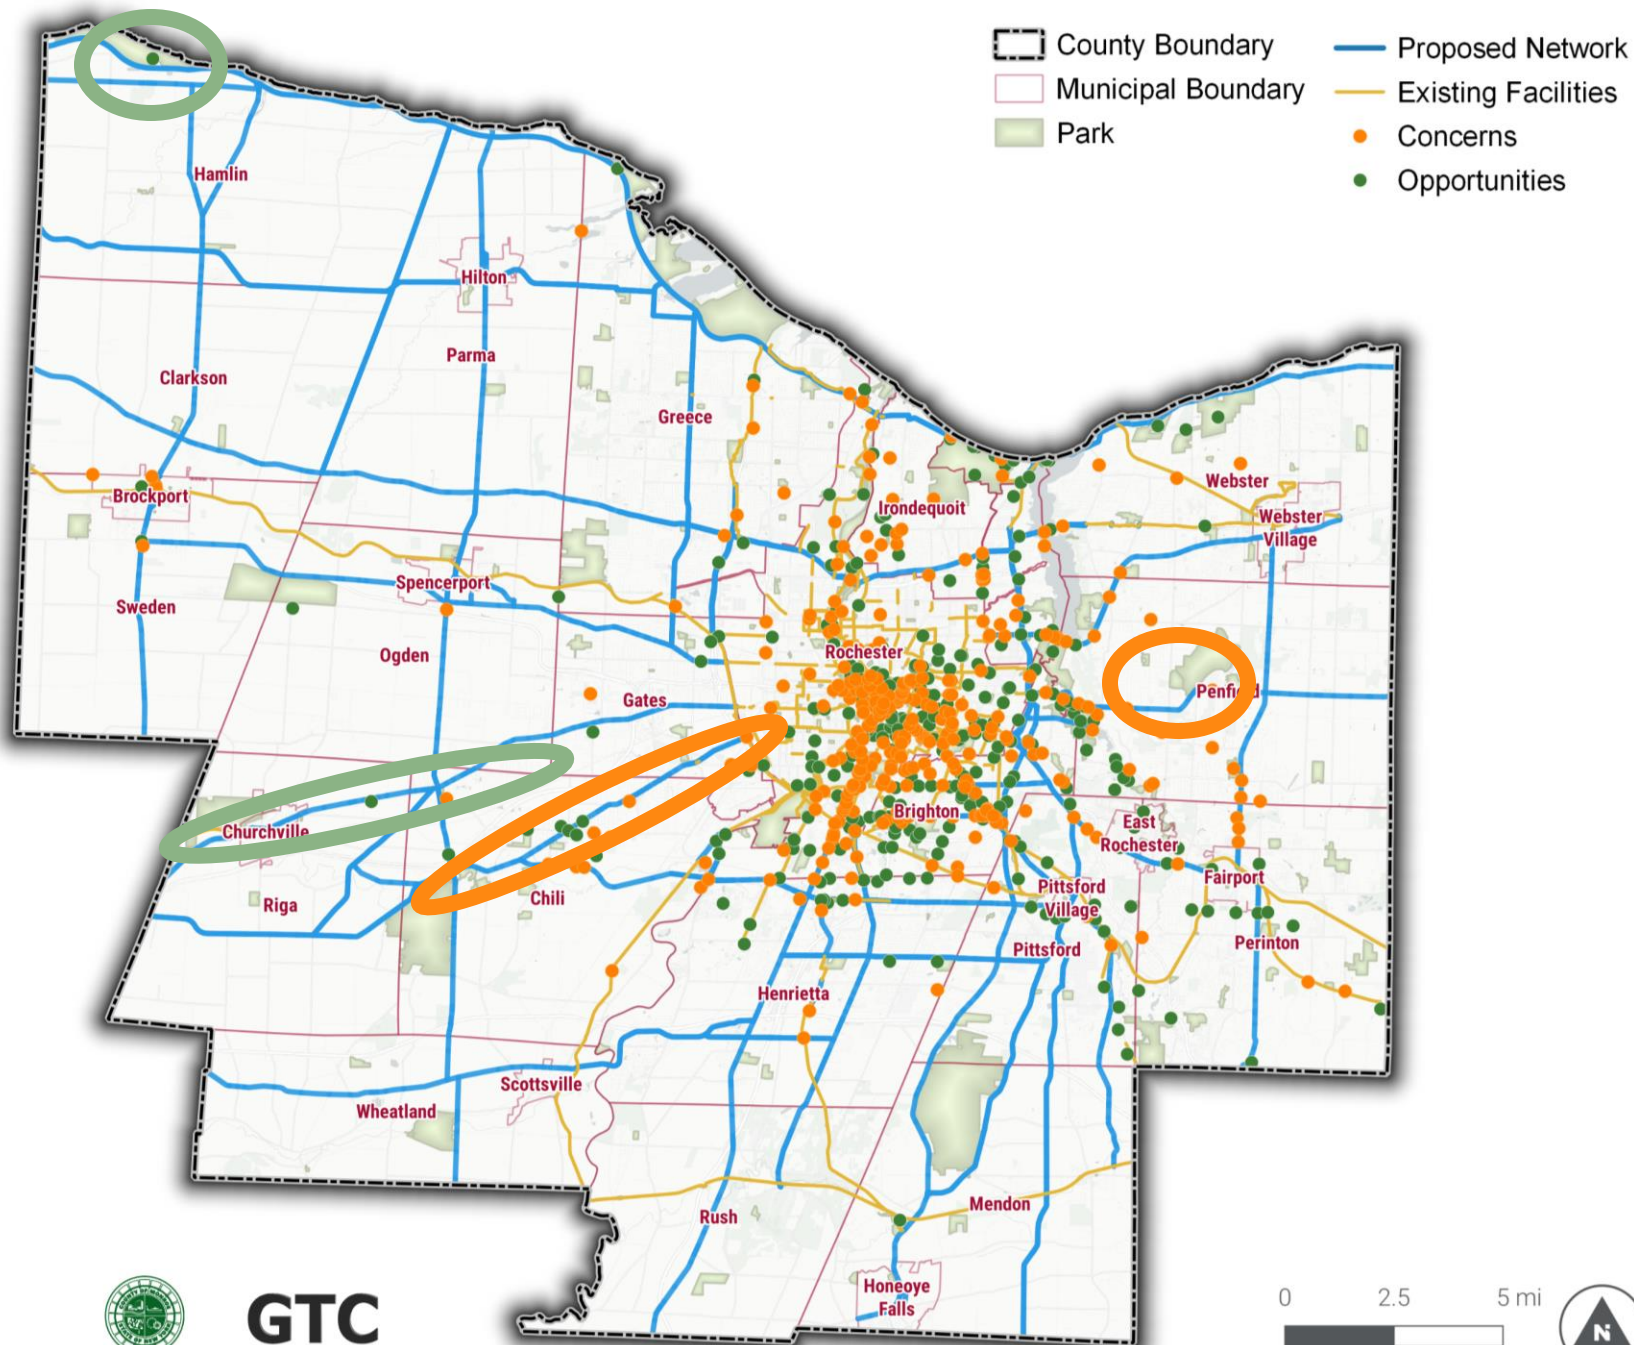 County Boundary
Municipal Boundary
Park
Proposed Network
Existing Facilities
Concerns
Opportunities
Hamlin
Hilton
Parma
Clarkson
Greece
Brockport
Irondequoit
Webster
Webster
Village
Spencerport
Sweden
Ogden
Rochester
Gates
Penfield
Churchville
Brighton
East
Rochester
Riga
Chili
Pittsford
Village
Fairport
Pittsford
Perinton
Henrietta
Scottsville
Wheatland
Rush
Mendon
Honeoye
Falls
GTC
0 2.5 5 mi
N